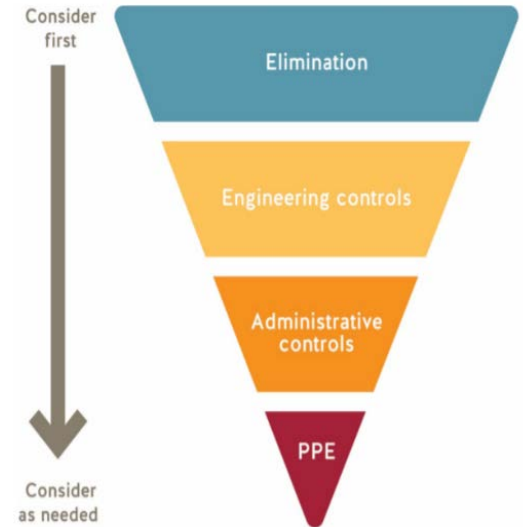 Consider
first
Elimination
Engineering controls
Administrative
controls
PPE
Consider
as needed